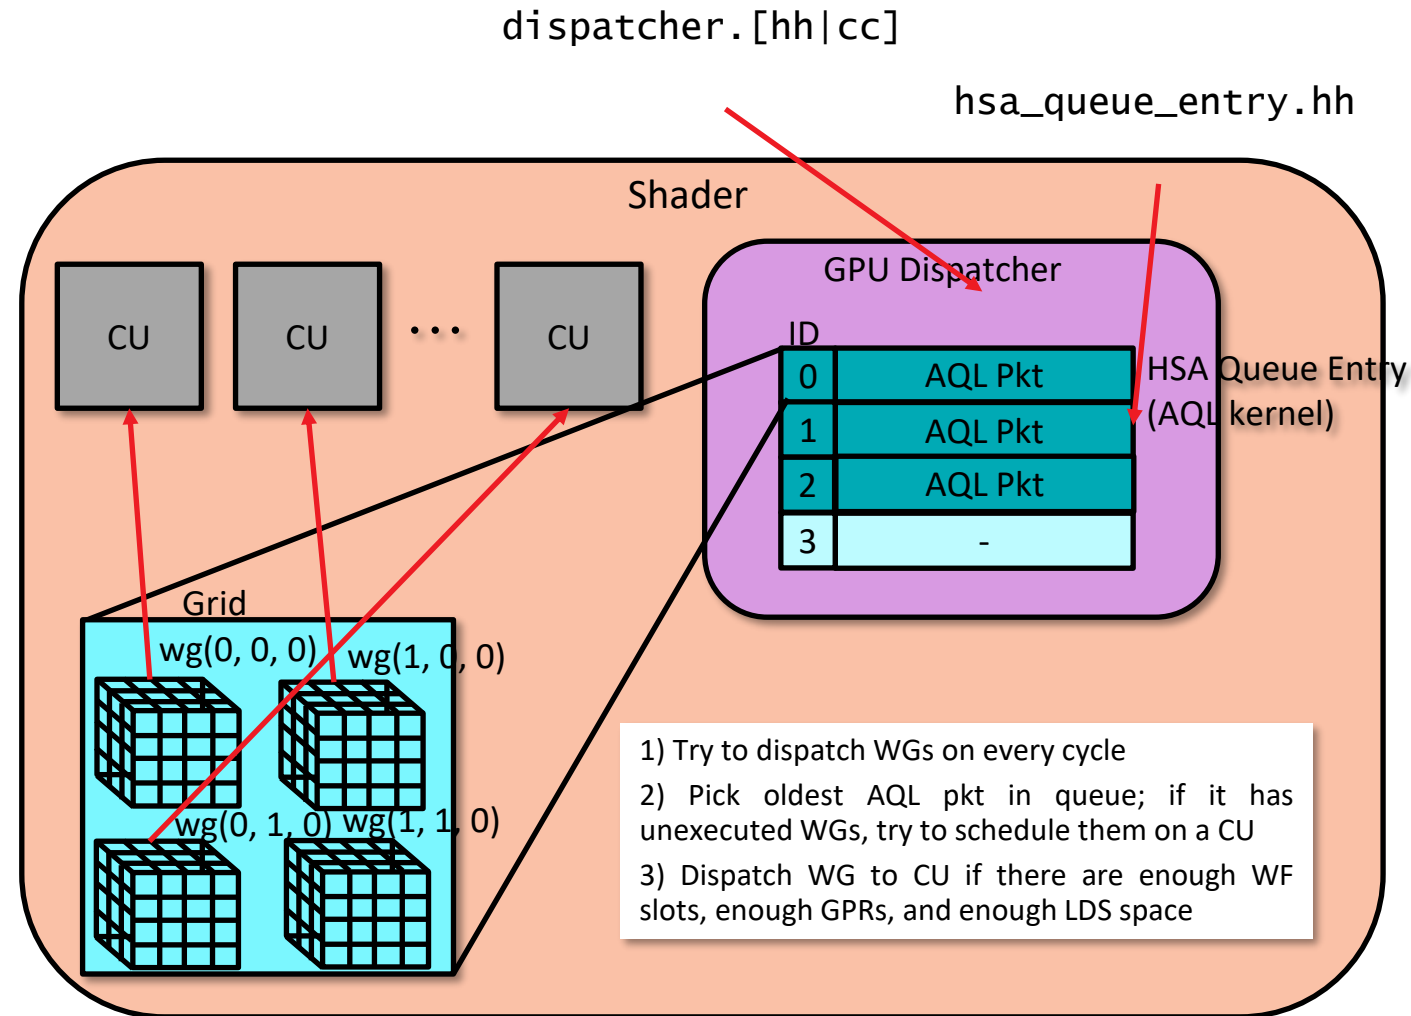 dispatcher.[hh|cc]
hsa_queue_entry.hh
Shader
GPU Dispatcher
CU
CU
...
CU
ID
0 AQL Pkt
1 AQL Pkt
2 AQL Pkt
3 -
HSA Queue Entry
(AQL kernel)
Grid
wg(0, 0, 0)
wg(1, 0, 0)
wg(0, 1, 0)
wg(1, 1, 0)
1) Try to dispatch WGs on every cycle
2) Pick oldest AQL pkt in queue; if it has
unexecuted WGs, try to schedule them on a CU
3) Dispatch WG to CU if there are enough WF
slots, enough GPRs, and enough LDS space